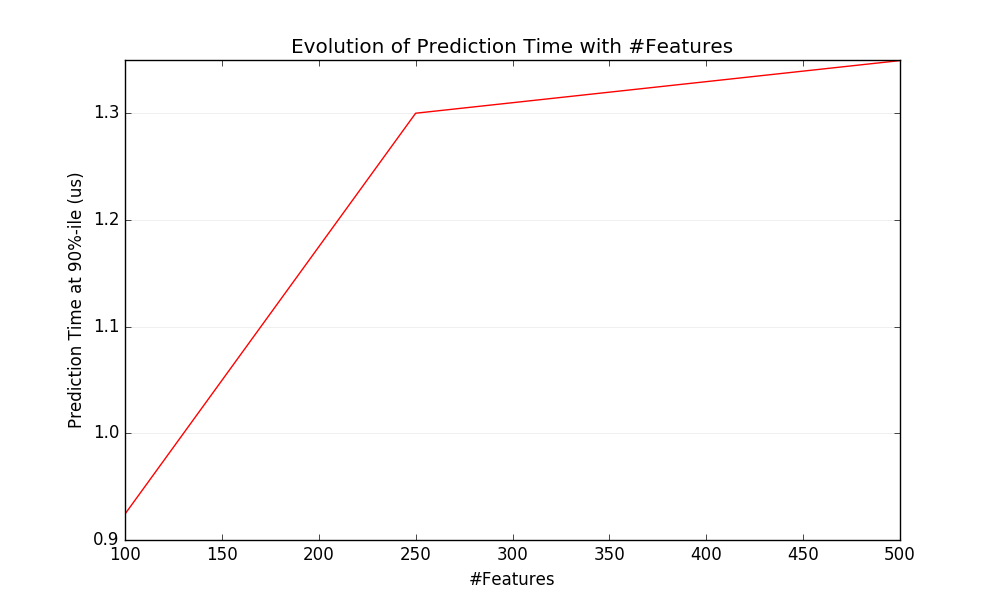 Evolution of Prediction Time with #Features
Prediction Time at 90%-ile (us)
1.3
1.2
1.1
1.0
0.9
100 150 200 250 300 350 400 450 500
#Features